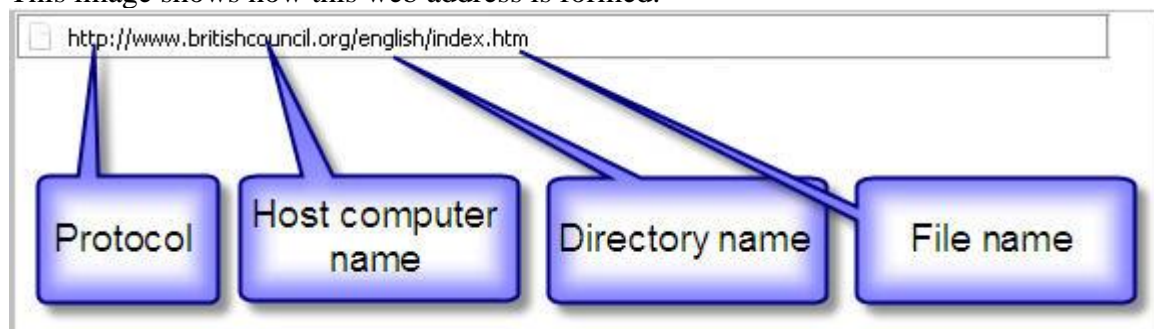 This image shows how this web address is formed.
http://www.britishcouncil.org/english/index.htm
Protocol
Host computer
name
Directory name
File name